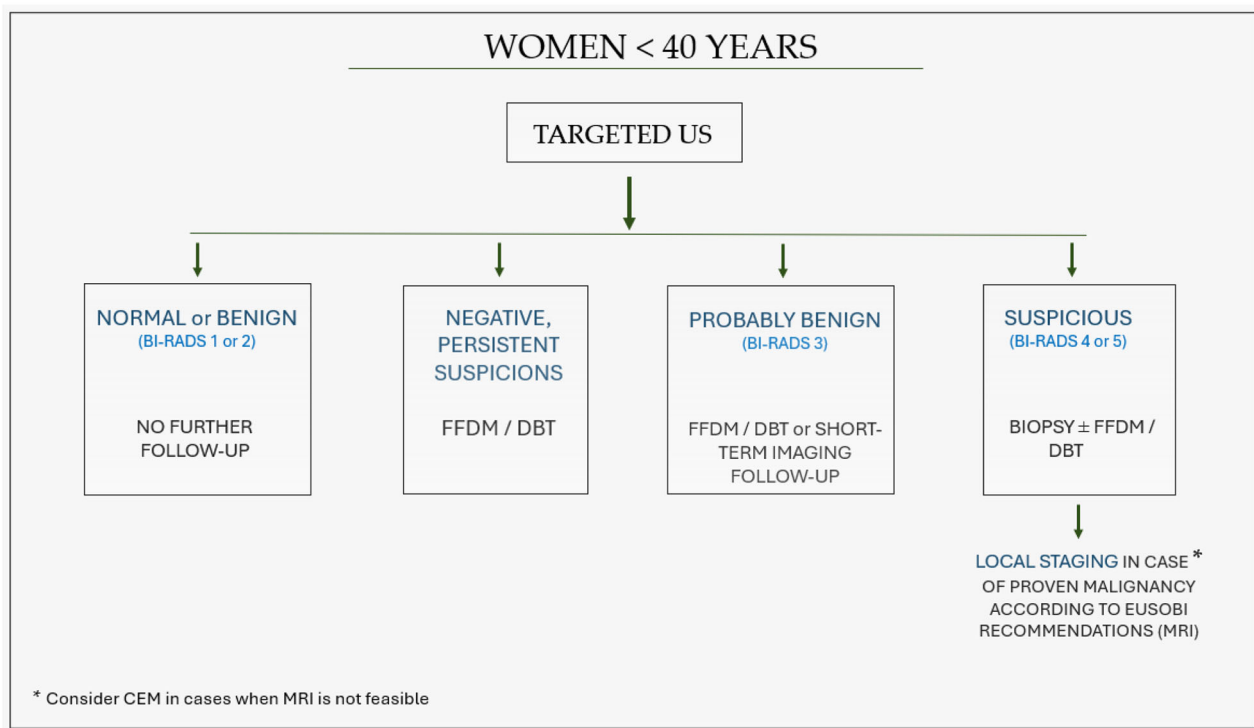 WOMEN < 40 YEARS
TARGETED US
NORMAL or BENIGN
(BI-RADS 1 or 2)
NO FURTHER
FOLLOW-UP
NEGATIVE,
PERSISTENT
SUSPICIONS
FFDM / DBT
PROBABLY BENIGN
(BI-RADS 3)
FFDM / DBT or SHORT-
TERM IMAGING
FOLLOW-UP
SUSPICIOUS
(BI-RADS 4 or 5)
BIOPSY ± FFDM /
DBT
LOCAL STAGING IN CASE *
OF PROVEN MALIGNANCY
ACCORDING TO EUSOBI
RECOMMENDATIONS (MRI)
* Consider CEM in cases when MRI is not feasible